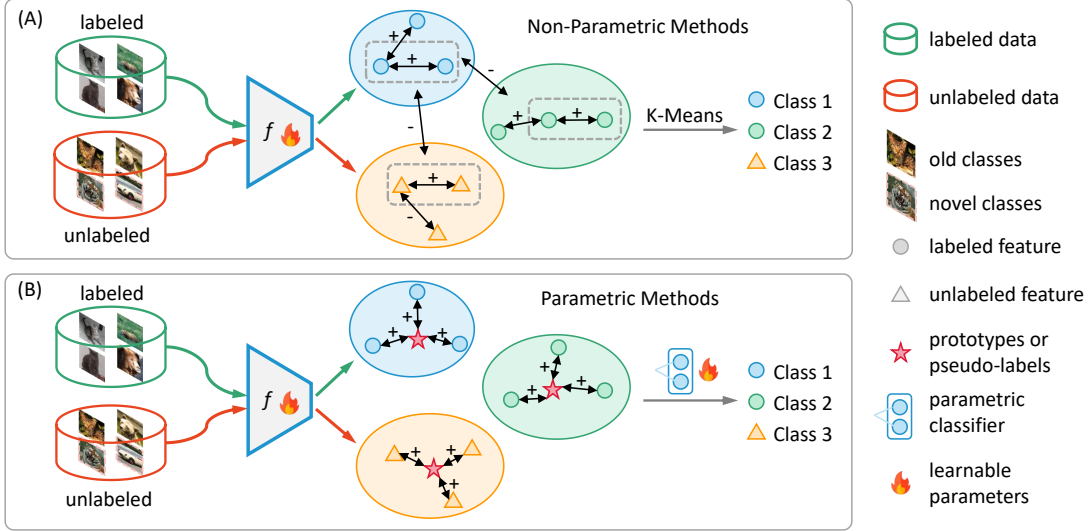 (A)
labeled
unlabeled
f
+
+
-
-
+
+
+
-
Non-Parametric Methods
K-Means
Class 1
Class 2
Class 3
(B)
labeled
unlabeled
f
+
+
+
+
+
+
+
+
+
Parametric Methods
Class 1
Class 2
Class 3
labeled data
unlabeled data
old classes
novel classes
labeled feature
unlabeled feature
prototypes or
pseudo-labels
parametric
classifier
learnable
parameters